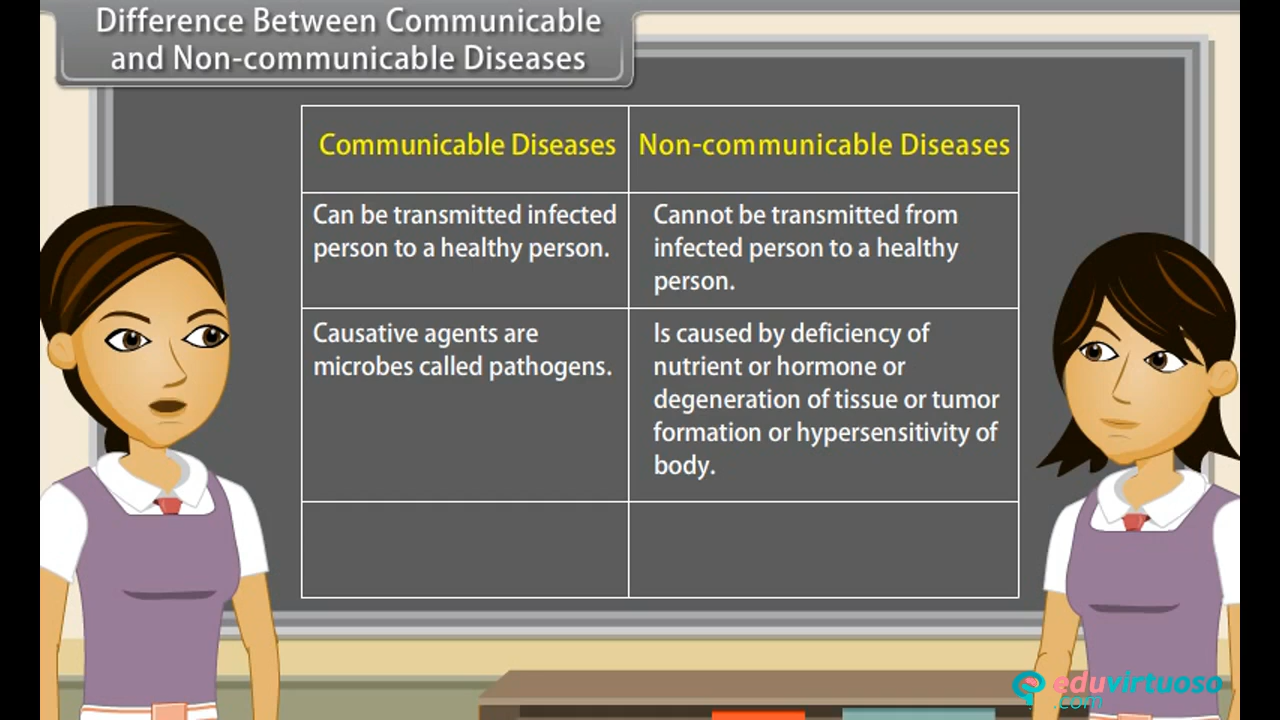 Difference Between Communicable
and Non-communicable Diseases
Communicable Diseases
Non-communicable Diseases
Can be transmitted infected
person to a healthy person.
Cannot be transmitted from
infected person to a healthy
person.
Causative agents are
microbes called pathogens.
Is caused by deficiency of
nutrient or hormone or
degeneration of tissue or tumor
formation or hypersensitivity of
body.
eduvirtuoso
.com